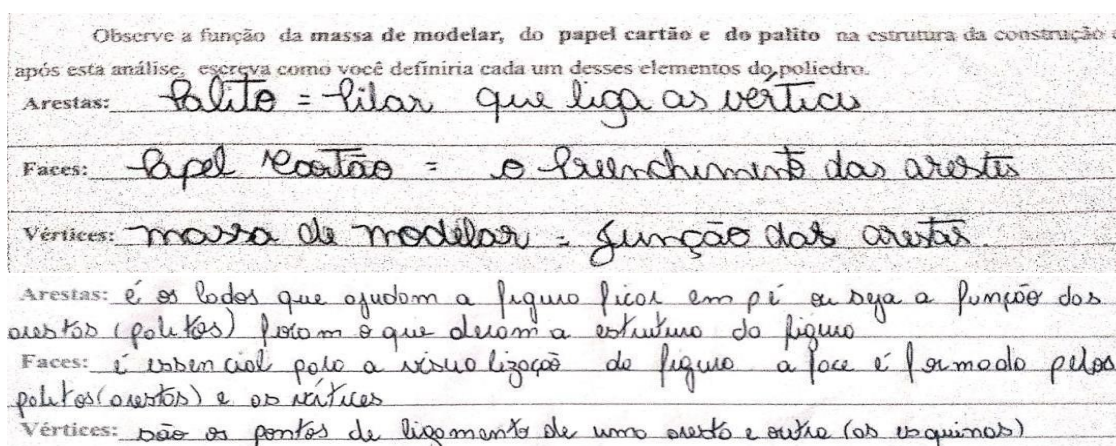 Observe a função da massa de modelar, do papel cartão e do palito na estrutura da construção e
após esta análise, escreva como você definiria cada um desses elementos do poliedro.
Arestas: Palito = Pilar que liga as vertices
Faces: Papel Cartão = o Preenchimento das arestas
Vértices: massa de modelar = junção das arestas.
Arestas: é os lados que ajudam a figura ficar em pé ou seja a função das
arestas (palitos) foram o que deram a estrutura da figura
Faces: é essencial para a visualização da figura a face é formada pelos
palitos (arestas) e os vértices
Vértices: são os pontos de ligamento de uma aresta e outra (as esquinas)